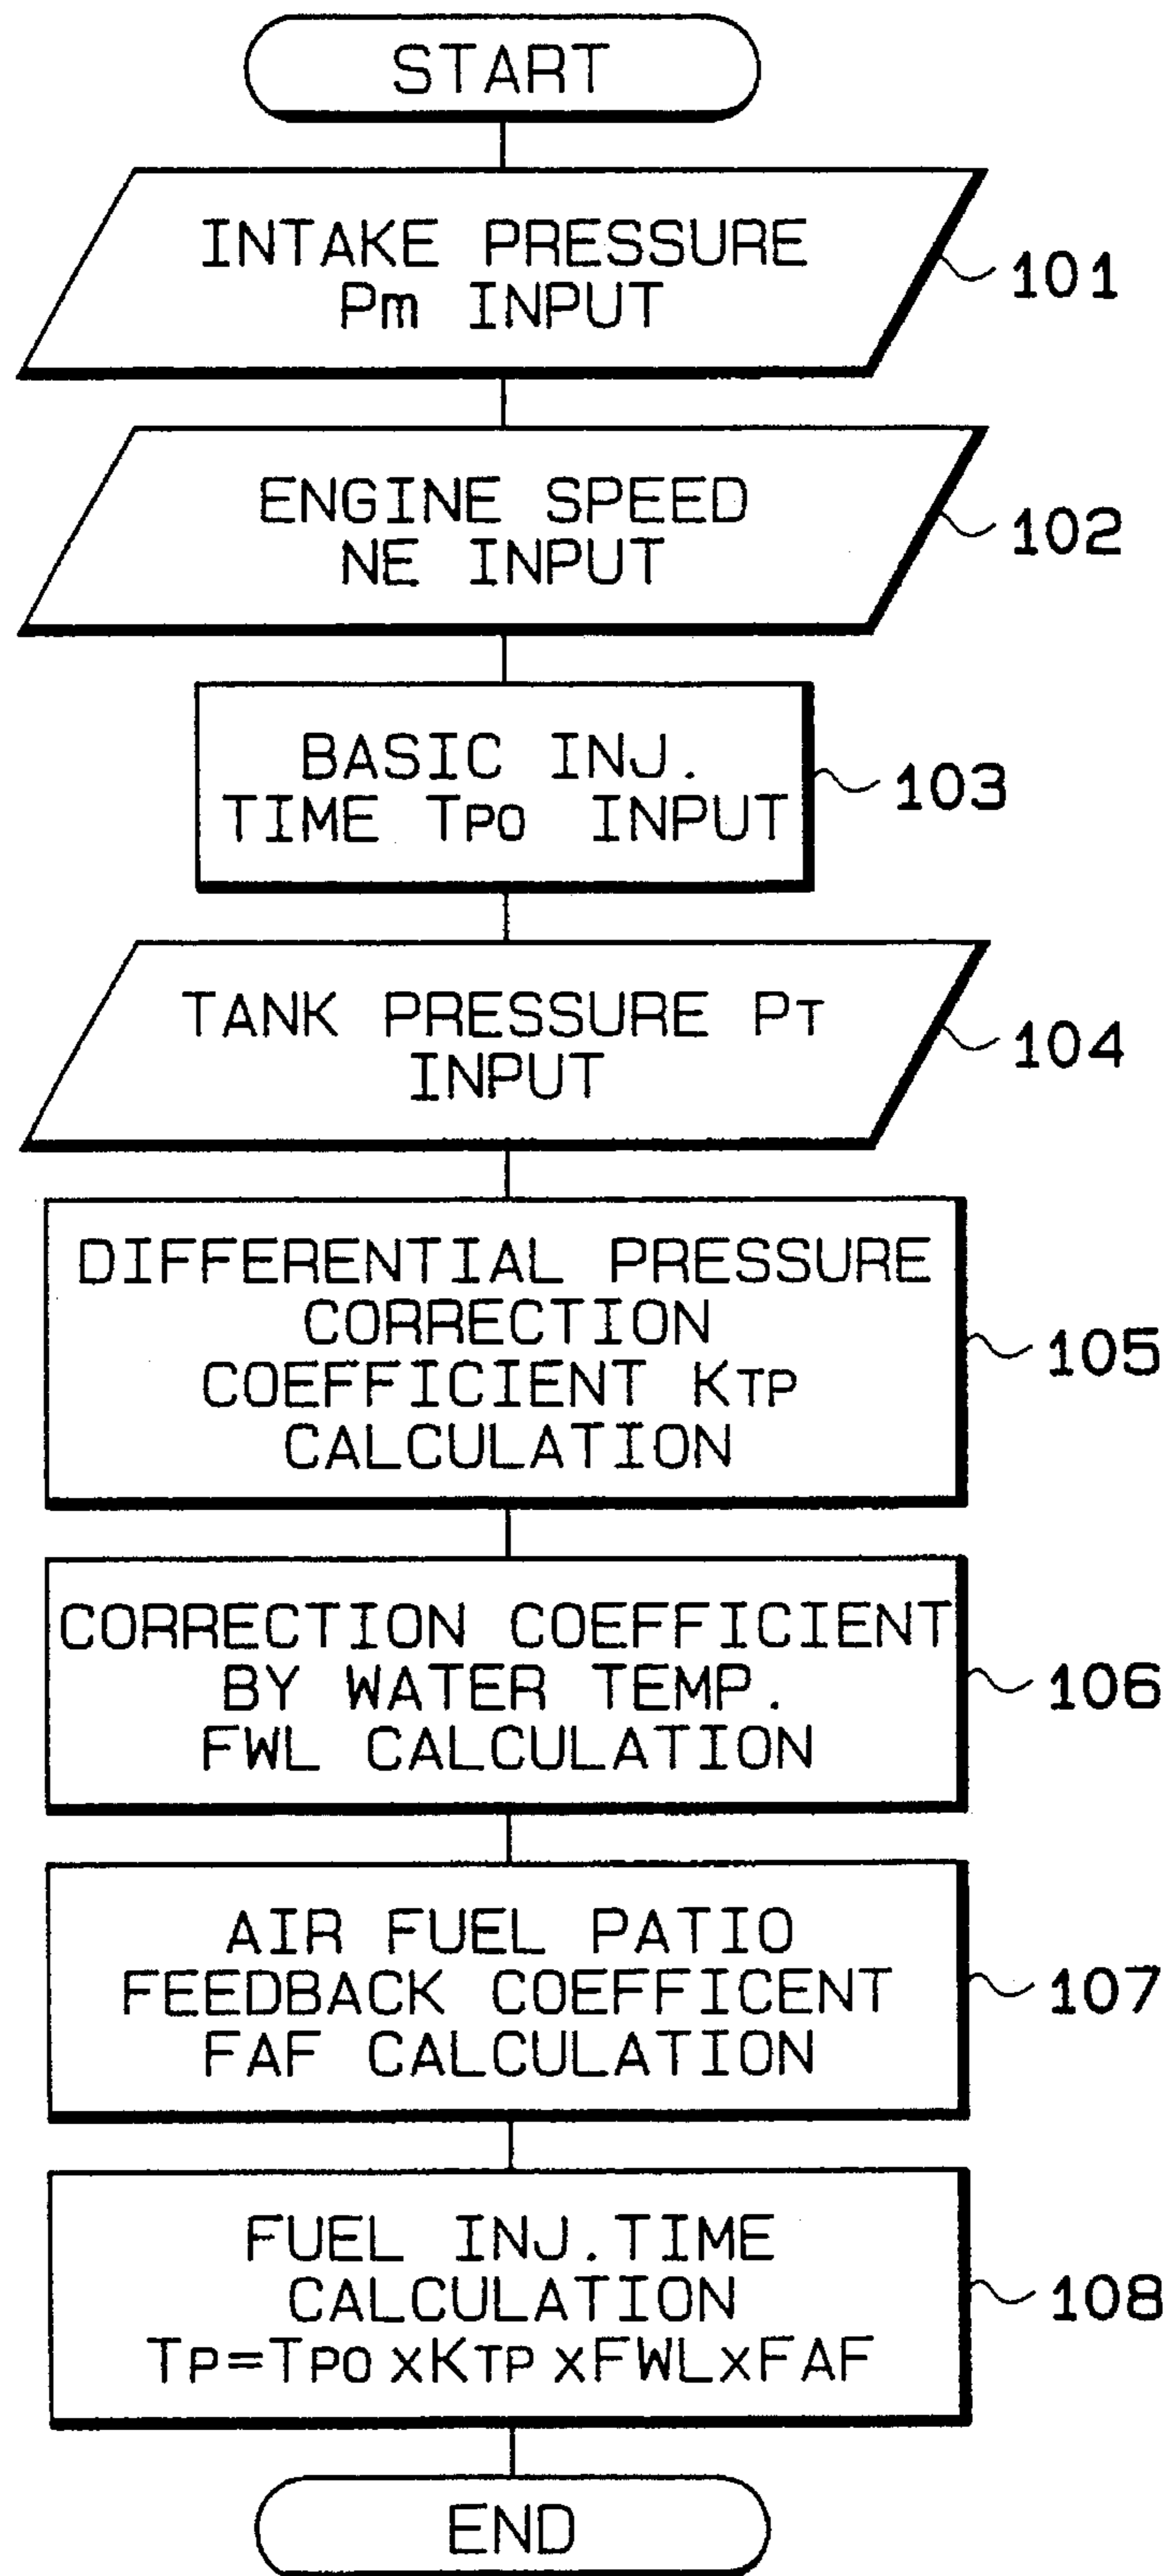 START
INTAKE PRESSURE
Pm INPUT
101
ENGINE SPEED
NE INPUT
102
BASIC INJ.
TIME TPO INPUT
103
TANK PRESSURE PT
INPUT
104
DIFFERENTIAL PRESSURE
CORRECTION
COEFFICIENT KTP
CALCULATION
105
CORRECTION COEFFICIENT
BY WATER TEMP.
FWL CALCULATION
106
AIR FUEL PATIO
FEEDBACK COEFFICENT
FAF CALCULATION
107
FUEL INJ.TIME
CALCULATION
TP=TPO xKTP xFWLxFAF
108
END